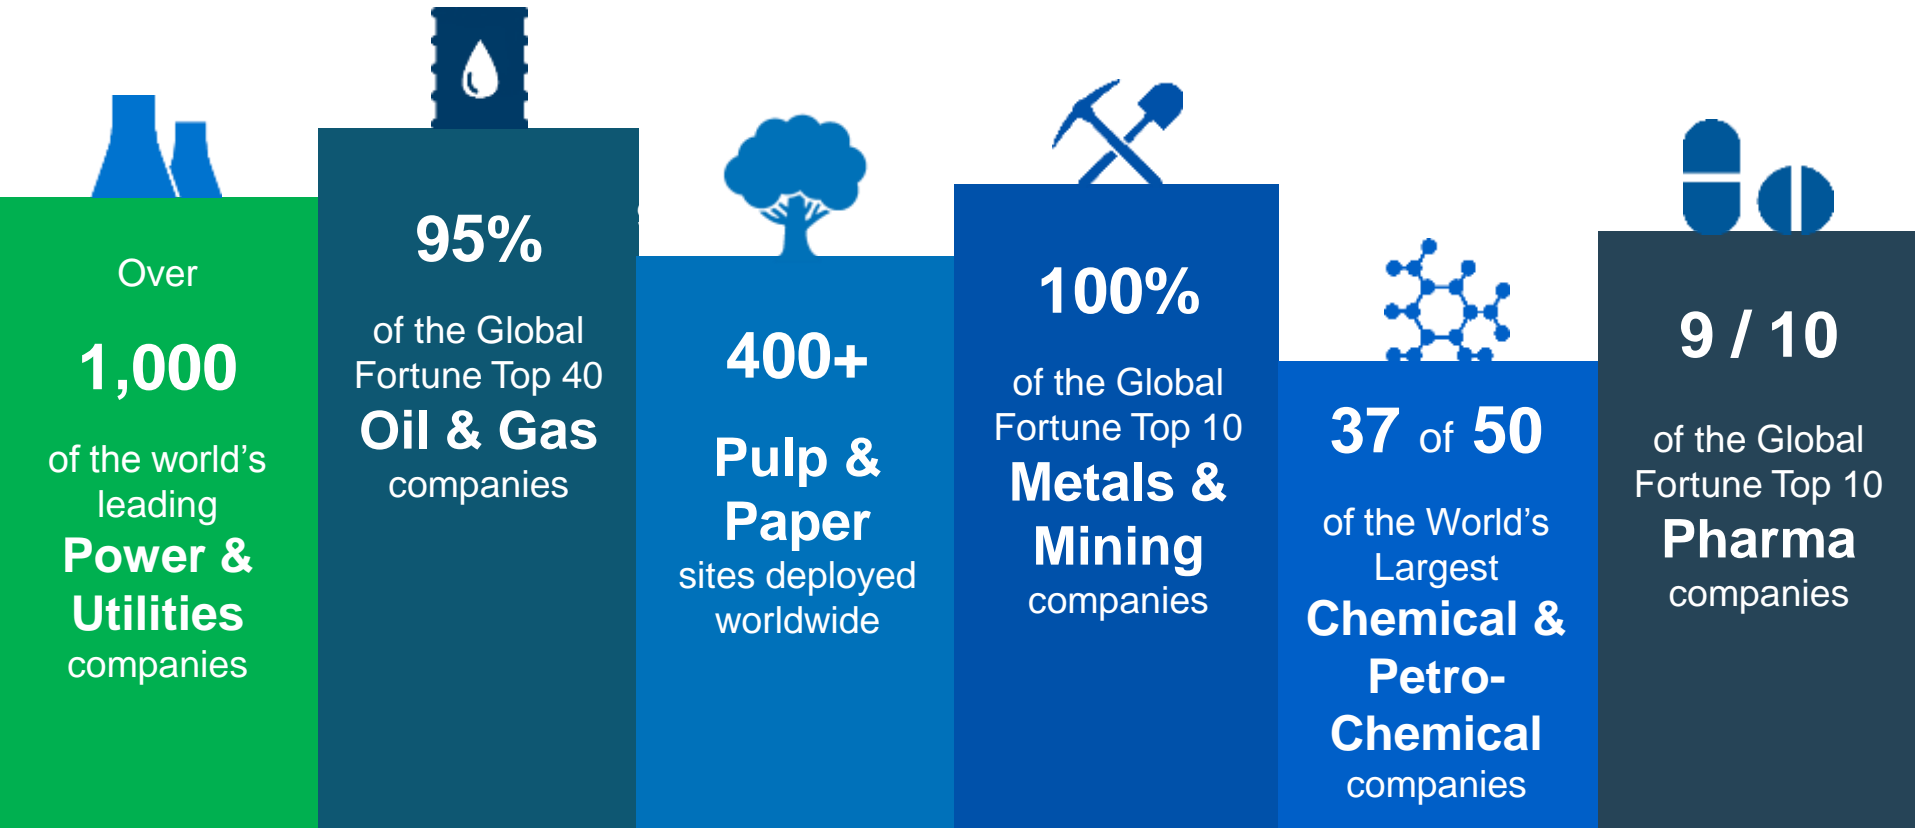 Over
1,000
of the world's
leading
Power &
Utilities
companies
95%
of the Global
Fortune Top 40
Oil & Gas
companies
400+
Pulp &
Paper
sites deployed
worldwide
100%
of the Global
Fortune Top 10
Metals &
Mining
companies
37 of 50
of the World's
Largest
Chemical &
Petro-
Chemical
companies
9 / 10
of the Global
Fortune Top 10
Pharma
companies